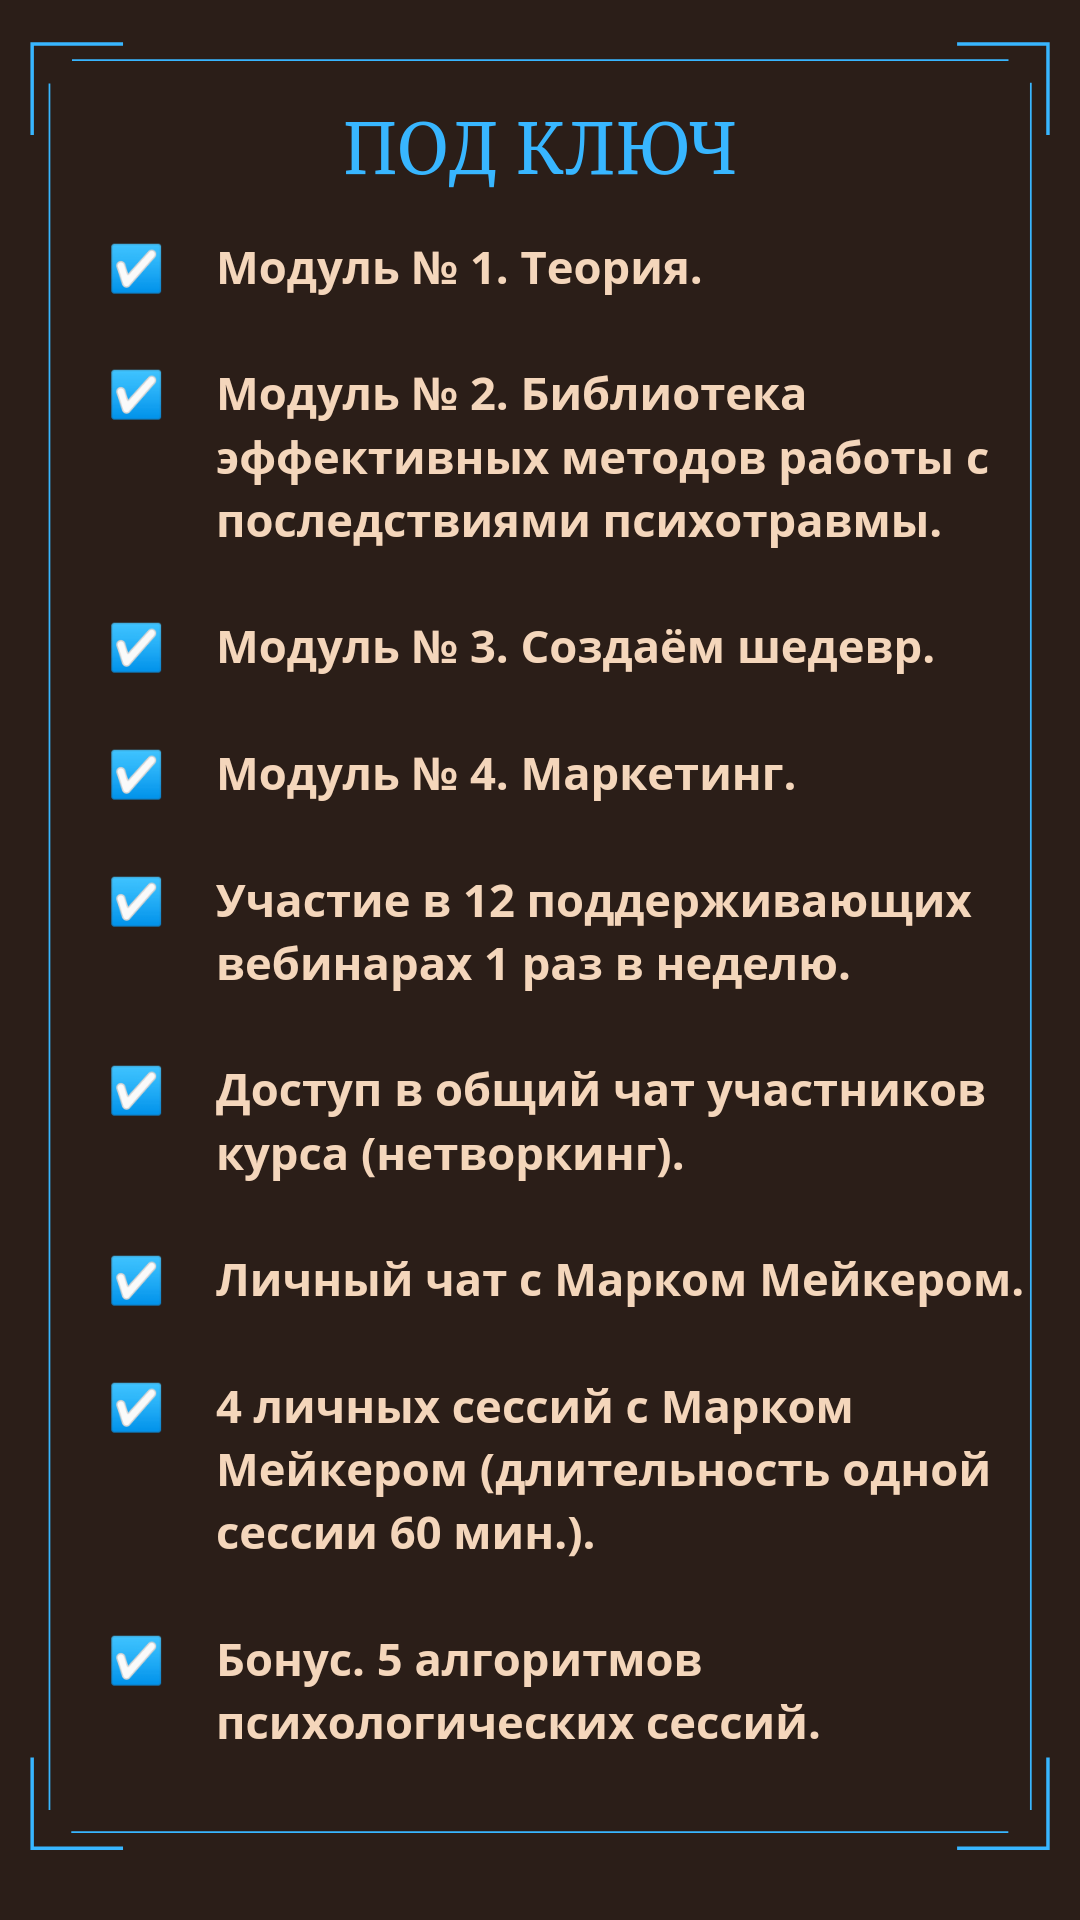 ПОД КЛЮЧ
☑ Модуль № 1. Теория.
☑ Модуль № 2. Библиотека
эффективных методов работы с
последствиями психотравмы.
☑ Модуль № 3. Создаём шедевр.
☑ Модуль № 4. Маркетинг.
☑ Участие в 12 поддерживающих
вебинарах 1 раз в неделю.
☑ Доступ в общий чат участников
курса (нетворкинг).
☑ Личный чат с Марком Мейкером.
☑ 4 личных сессий с Марком
Мейкером (длительность одной
сессии 60 мин.).
☑ Бонус. 5 алгоритмов
психологических сессий.